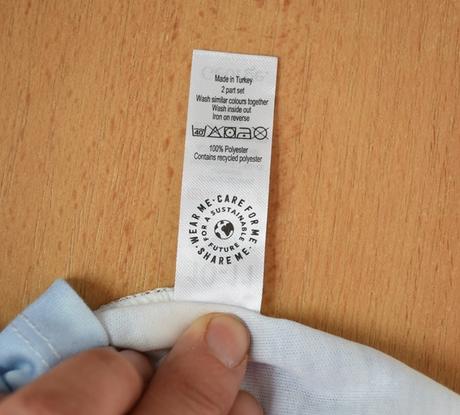 Made in Turkey
2 part set
Wash similar colours together
Wash inside out
Iron on reverse
40
100% Polyester
Contains recycled polyester
WEAR ME · CARE FOR ME · SHARE ME ·
FOR A SUSTAINABLE FUTURE